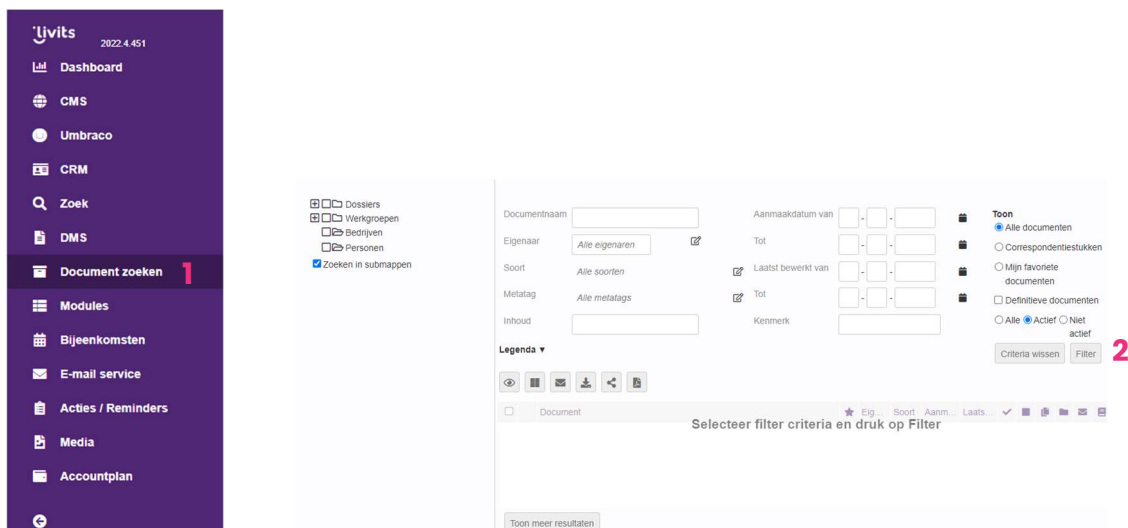 livits
2022.4.451
Dashboard
CMS
Umbraco
CRM
Zoek
DMS
Document zoeken 1
Modules
Bijeenkomsten
E-mail service
Acties / Reminders
Media
Accountplan
Dossiers
Werkgroepen
Bedrijven
Personen
Zoeken in submappen
Documentnaam
Eigenaar Alle eigenaren
Soort Alle soorten
Metatag Alle metatags
Inhoud
Aanmaakdatum van - -
Tot - -
Laatst bewerkt van - -
Tot - -
Kenmerk
Toon
Alle documenten
Correspondentiestukken
Mijn favoriete
documenten
Definitieve documenten
Alle Actief Niet
actief
Criteria wissen Filter 2
Legenda ▼
Document Eig... Soort Aanm... Laats...
Selecteer filter criteria en druk op Filter
Toon meer resultaten